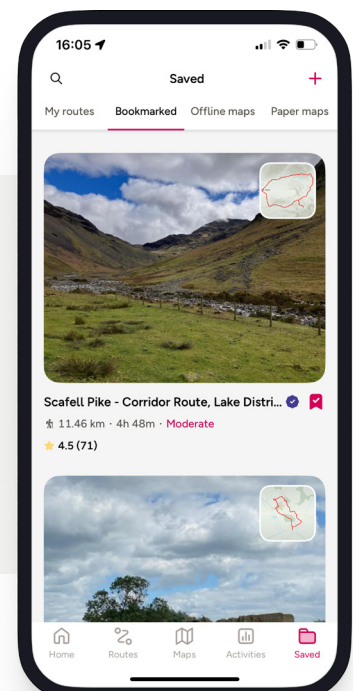 16:05
Saved
My routes Bookmarked Offline maps Paper maps
Scafell Pike - Corridor Route, Lake Distri...
11.46 km · 4h 48m · Moderate
4.5 (71)
Home Routes Maps Activities Saved